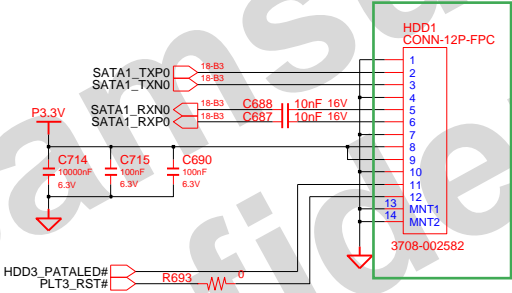 HDD1
CONN-12P-FPC
SATA1_TXP0 18-B3
SATA1_TXN0 18-B3
SATA1_RXN0 18-B3 C688 10nF 16V
SATA1_RXP0 18-B3 C687 10nF 16V
P3.3V
C714 10000nF 6.3V
C715 100nF 6.3V
C690 100nF 6.3V
1
2
3
4
5
6
7
8
9
10
11
12
13 MNT1
14 MNT2
3708-002582
HDD3_PATALED#
PLT3_RST# R693 0